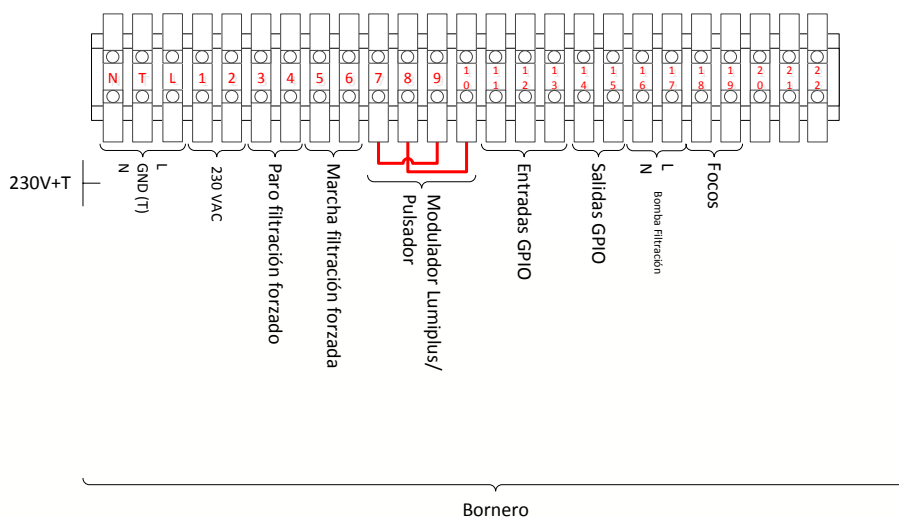 N T L 1 2 3 4 5 6 7 8 9 10 11 12 13 14 15 16 17 18 19 20 21 22
230V+T
L
GND (T)
N
230 VAC
Paro filtración forzado
Marcha filtración forzada
Modulador Lumiplus/
Pulsador
Entradas GPIO
Salidas GPIO
L
N
Bomba Filtración
Focos
Bornero